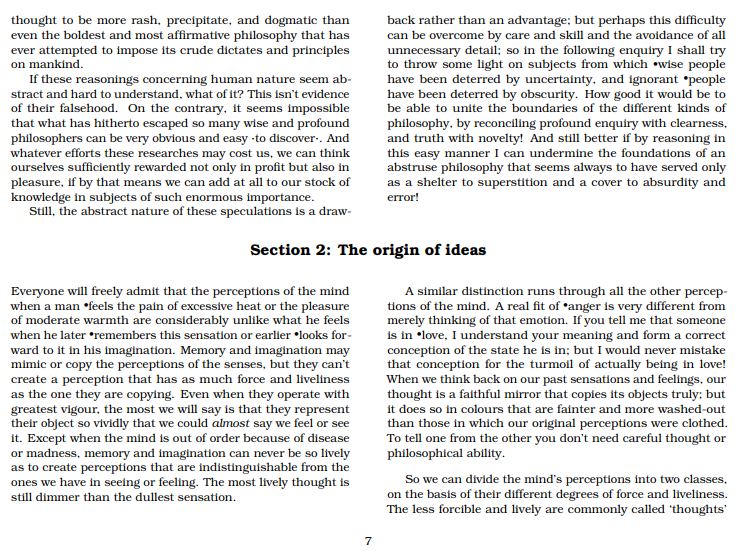 thought to be more rash, precipitate, and dogmatic than
even the boldest and most affirmative philosophy that has
ever attempted to impose its crude dictates and principles
on mankind.
If these reasonings concerning human nature seem ab-
stract and hard to understand, what of it? This isn't evidence
of their falsehood. On the contrary, it seems impossible
that what has hitherto escaped so many wise and profound
philosophers can be very obvious and easy ·to discover·. And
whatever efforts these researches may cost us, we can think
ourselves sufficiently rewarded not only in profit but also in
pleasure, if by that means we can add at all to our stock of
knowledge in subjects of such enormous importance.
Still, the abstract nature of these speculations is a draw-
back rather than an advantage; but perhaps this difficulty
can be overcome by care and skill and the avoidance of all
unnecessary detail; so in the following enquiry I shall try
to throw some light on subjects from which •wise people
have been deterred by uncertainty, and ignorant •people
have been deterred by obscurity. How good it would be to
be able to unite the boundaries of the different kinds of
philosophy, by reconciling profound enquiry with clearness,
and truth with novelty! And still better if by reasoning in
this easy manner I can undermine the foundations of an
abstruse philosophy that seems always to have served only
as a shelter to superstition and a cover to absurdity and
error!
Section 2: The origin of ideas
Everyone will freely admit that the perceptions of the mind
when a man •feels the pain of excessive heat or the pleasure
of moderate warmth are considerably unlike what he feels
when he later •remembers this sensation or earlier •looks for-
ward to it in his imagination. Memory and imagination may
mimic or copy the perceptions of the senses, but they can't
create a perception that has as much force and liveliness
as the one they are copying. Even when they operate with
greatest vigour, the most we will say is that they represent
their object so vividly that we could almost say we feel or see
it. Except when the mind is out of order because of disease
or madness, memory and imagination can never be so lively
as to create perceptions that are indistinguishable from the
ones we have in seeing or feeling. The most lively thought is
still dimmer than the dullest sensation.
A similar distinction runs through all the other percep-
tions of the mind. A real fit of •anger is very different from
merely thinking of that emotion. If you tell me that someone
is in •love, I understand your meaning and form a correct
conception of the state he is in; but I would never mistake
that conception for the turmoil of actually being in love!
When we think back on our past sensations and feelings, our
thought is a faithful mirror that copies its objects truly; but
it does so in colours that are fainter and more washed-out
than those in which our original perceptions were clothed.
To tell one from the other you don't need careful thought or
philosophical ability.
So we can divide the mind's perceptions into two classes,
on the basis of their different degrees of force and liveliness.
The less forcible and lively are commonly called ‘thoughts’
7